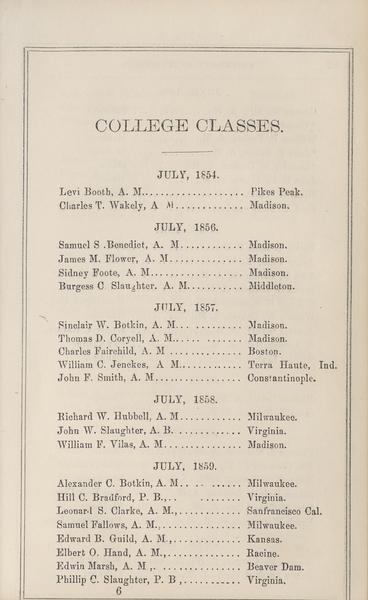 COLLEGE CLASSES.
JULY, 1854.
Levi Booth, A. M................... Pikes Peak.
Charles T. Wakely, A M............. Madison.
JULY, 1856.
Samuel S .Benedict, A. M............ Madison.
James M. Flower, A. M.............. Madison.
Sidney Foote, A. M................. Madison.
Burgess C. Slaughter. A. M.......... Middleton.
JULY, 1857.
Sinclair W. Botkin, A. M... .......... Madison.
Thomas D. Coryell, A. M...... ....... Madison.
Charles Fairchild, A. M ............. Boston.
William C. Jenckes, A M........... Terra Haute, Ind.
John F. Smith, A. M................ Constantinople.
JULY, 1858.
Richard W. Hubbell, A. M............ Milwaukee.
John W. Slaughter, A. B............. Virginia.
William F. Vilas, A. M.............. Madison.
JULY, 1859.
Alexander C. Botkin, A. M.. .. ...... Milwaukee.
Hill C. Bradford, P. B.,.. ........ Virginia.
Leonard S. Clarke, A. M.,............ Sanfrancisco Cal.
Samuel Fallows, A. M.,.............. Milwaukee.
Edward B. Guild, A. M.,............ Kansas.
Elbert O. Hand, A. M.,............. Racine.
Edwin Marsh, A. M ,. ............. Beaver Dam.
Phillip C. Slaughter, P. B ,........... Virginia.
6